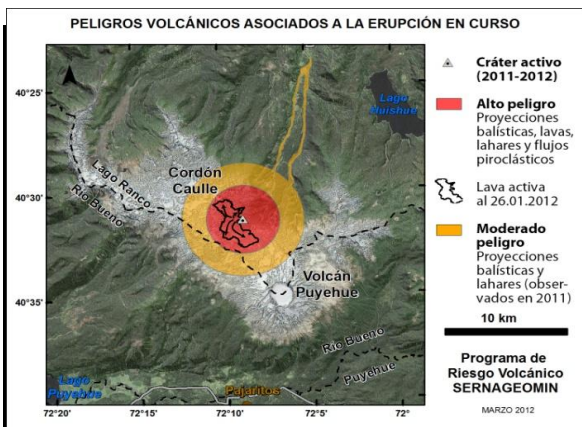 PELIGROS VOLCÁNICOS ASOCIADOS A LA ERUPCIÓN EN CURSO
40°25'
40°30'
40°35'
72°20'
72°15'
72°10'
72°5'
72°
Lago
Huishue
Cordón
Caulle
Lago Ranco
Río Bueno
Volcán
Puyehue
Río Bueno
Puyehue
Lago
Puyehue
Pajaritos
Cráter activo
(2011-2012)
Alto peligro
Proyecciones
balísticas, lavas,
lahares y flujos
piroclásticos
Lava activa
al 26.01.2012
Moderado
peligro
Proyecciones
balísticas y
lahares (obser-
vados en 2011)
10 km
Programa de
Riesgo Volcánico
SERNAGEOMIN
MARZO 2012